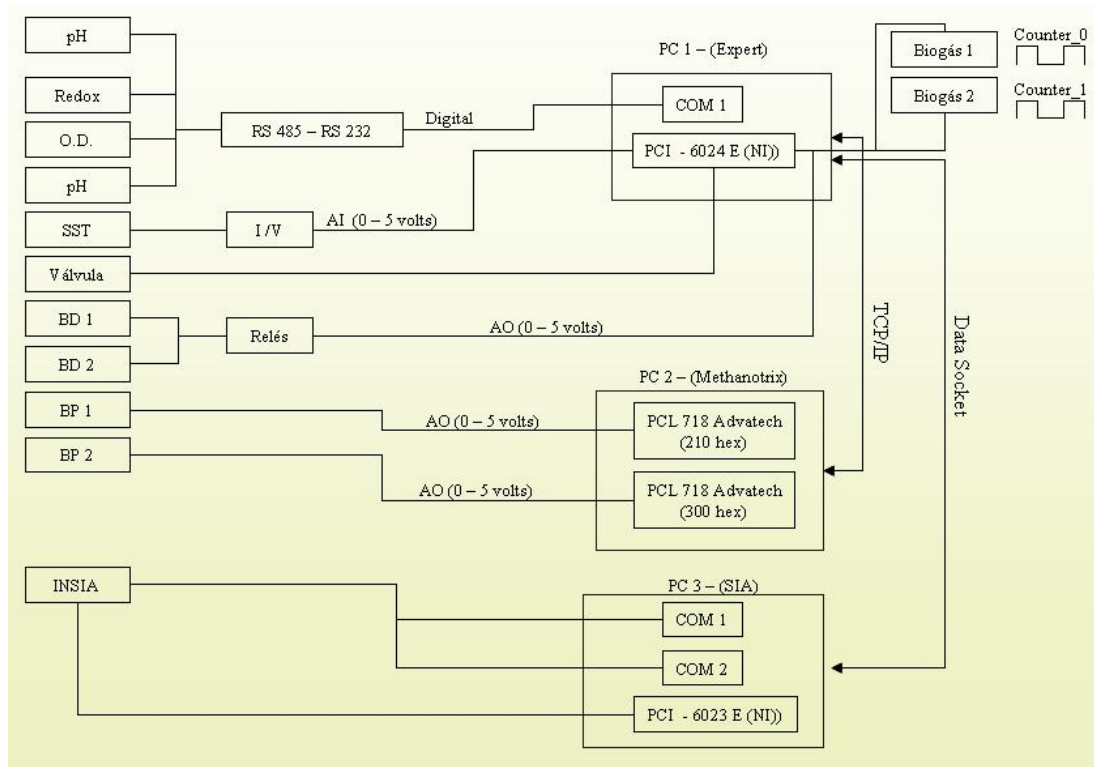 pH
Redox
O.D.
pH
SST
Válvula
BD 1
BD 2
BP 1
BP 2
INSIA
RS 485 – RS 232
Digital
I /V
AI (0 – 5 volts)
Relés
AO (0 – 5 volts)
AO (0 – 5 volts)
AO (0 – 5 volts)
PC 1 – (Expert)
COM 1
PCI - 6024 E (NI))
PC 2 – (Methanotrix)
PCL 718 Advatech
(210 hex)
PCL 718 Advatech
(300 hex)
PC 3 – (SIA)
COM 1
COM 2
PCI - 6023 E (NI))
Biogás 1
Counter_0
Biogás 2
Counter_1
TCP/IP
Data Socket